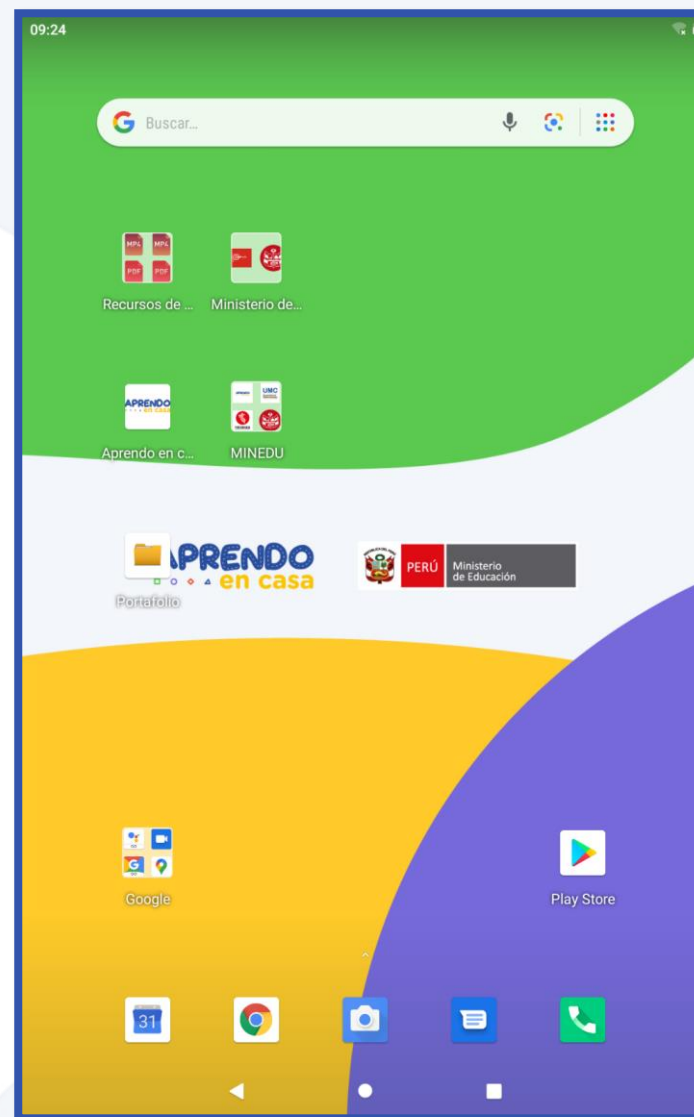 09:24
Buscar...
MP4 MP4
PDF PDF
Recursos de ... Ministerio de...
APRENDO
en casa
UMC
Aprendo en c... MINEDU
APRENDO
en casa
PERÚ
Ministerio
de Educación
Portafolio
Google
Play Store
31